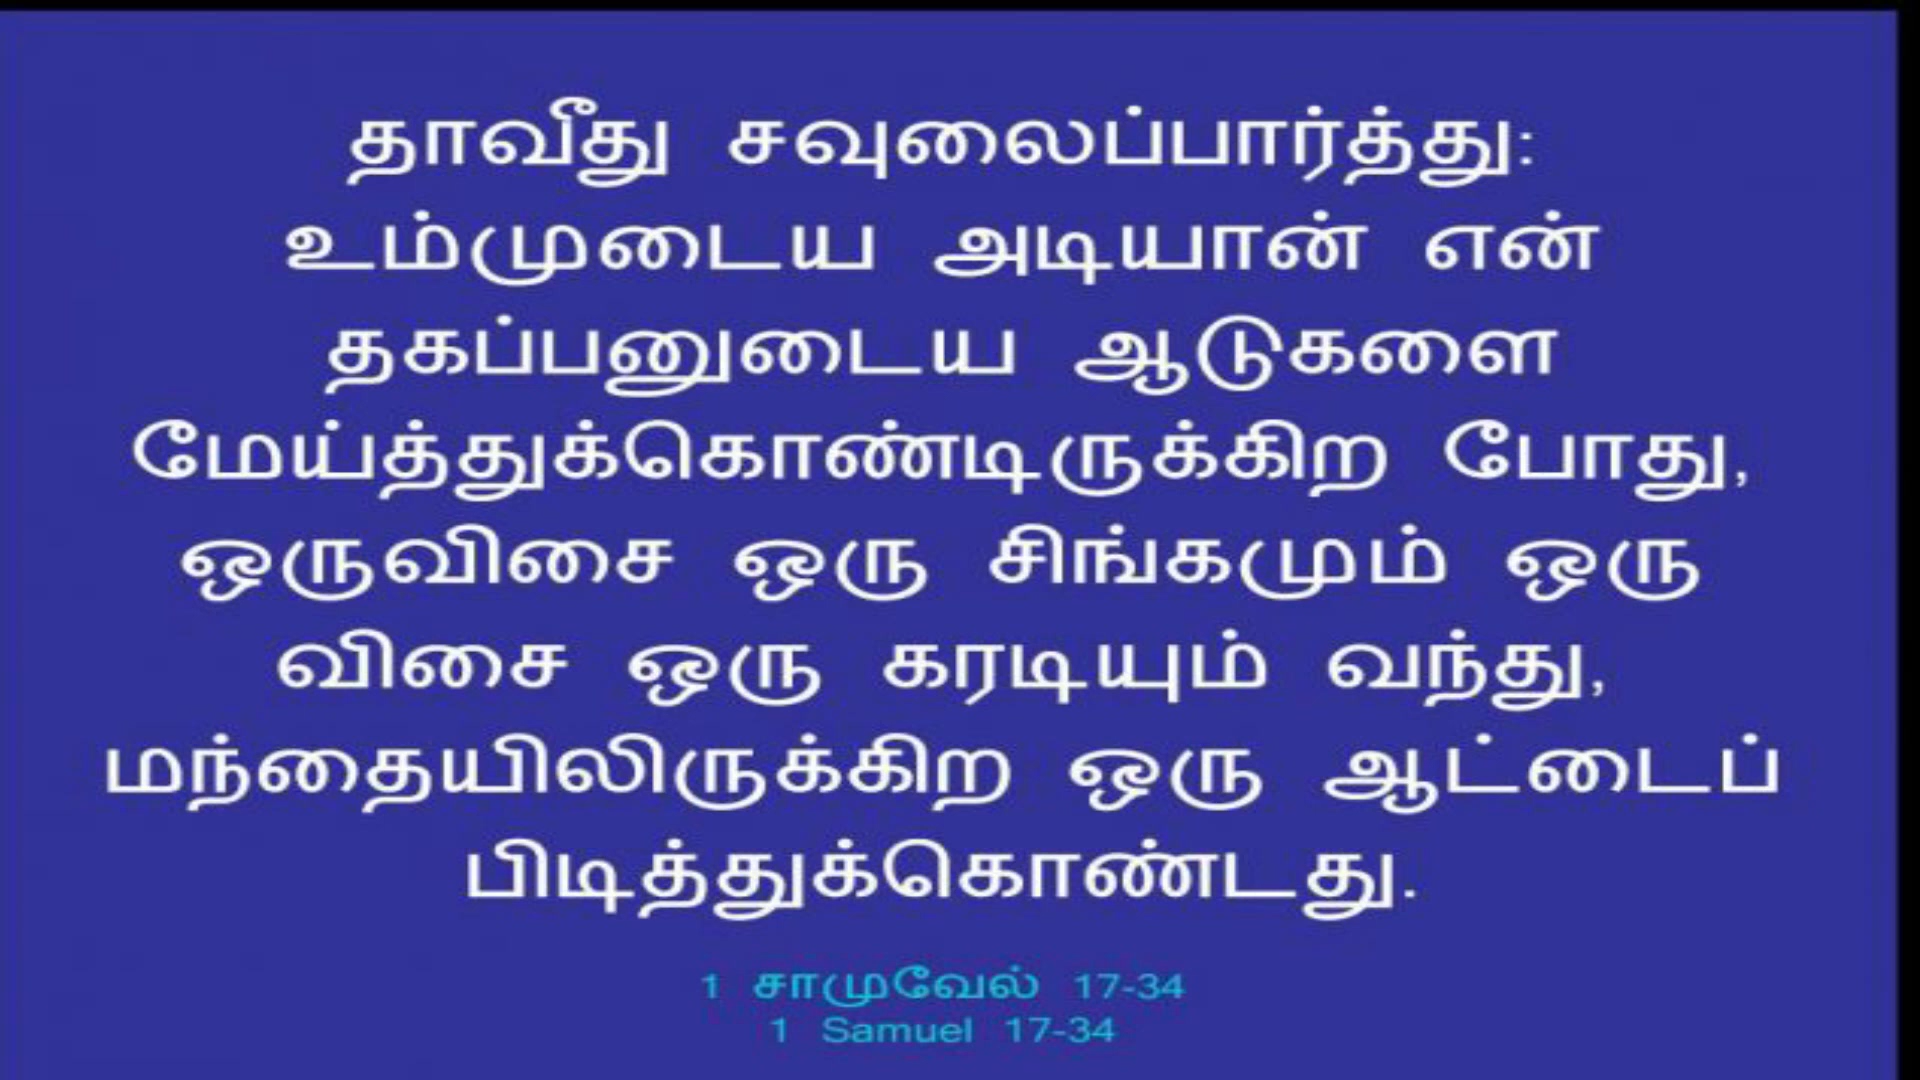 தாவீது சவுலைப்பார்த்து:
உம்முடைய அடியான் என்
தகப்பனுடைய ஆடுகளை
மேய்த்துக்கொண்டிருக்கிற போது,
ஒருவிசை ஒரு சிங்கமும் ஒரு
விசை ஒரு கரடியும் வந்து,
மந்தையிலிருக்கிற ஒரு ஆட்டைப்
பிடித்துக்கொண்டது.
1 சாமுவேல் 17-34
1 Samuel 17-34